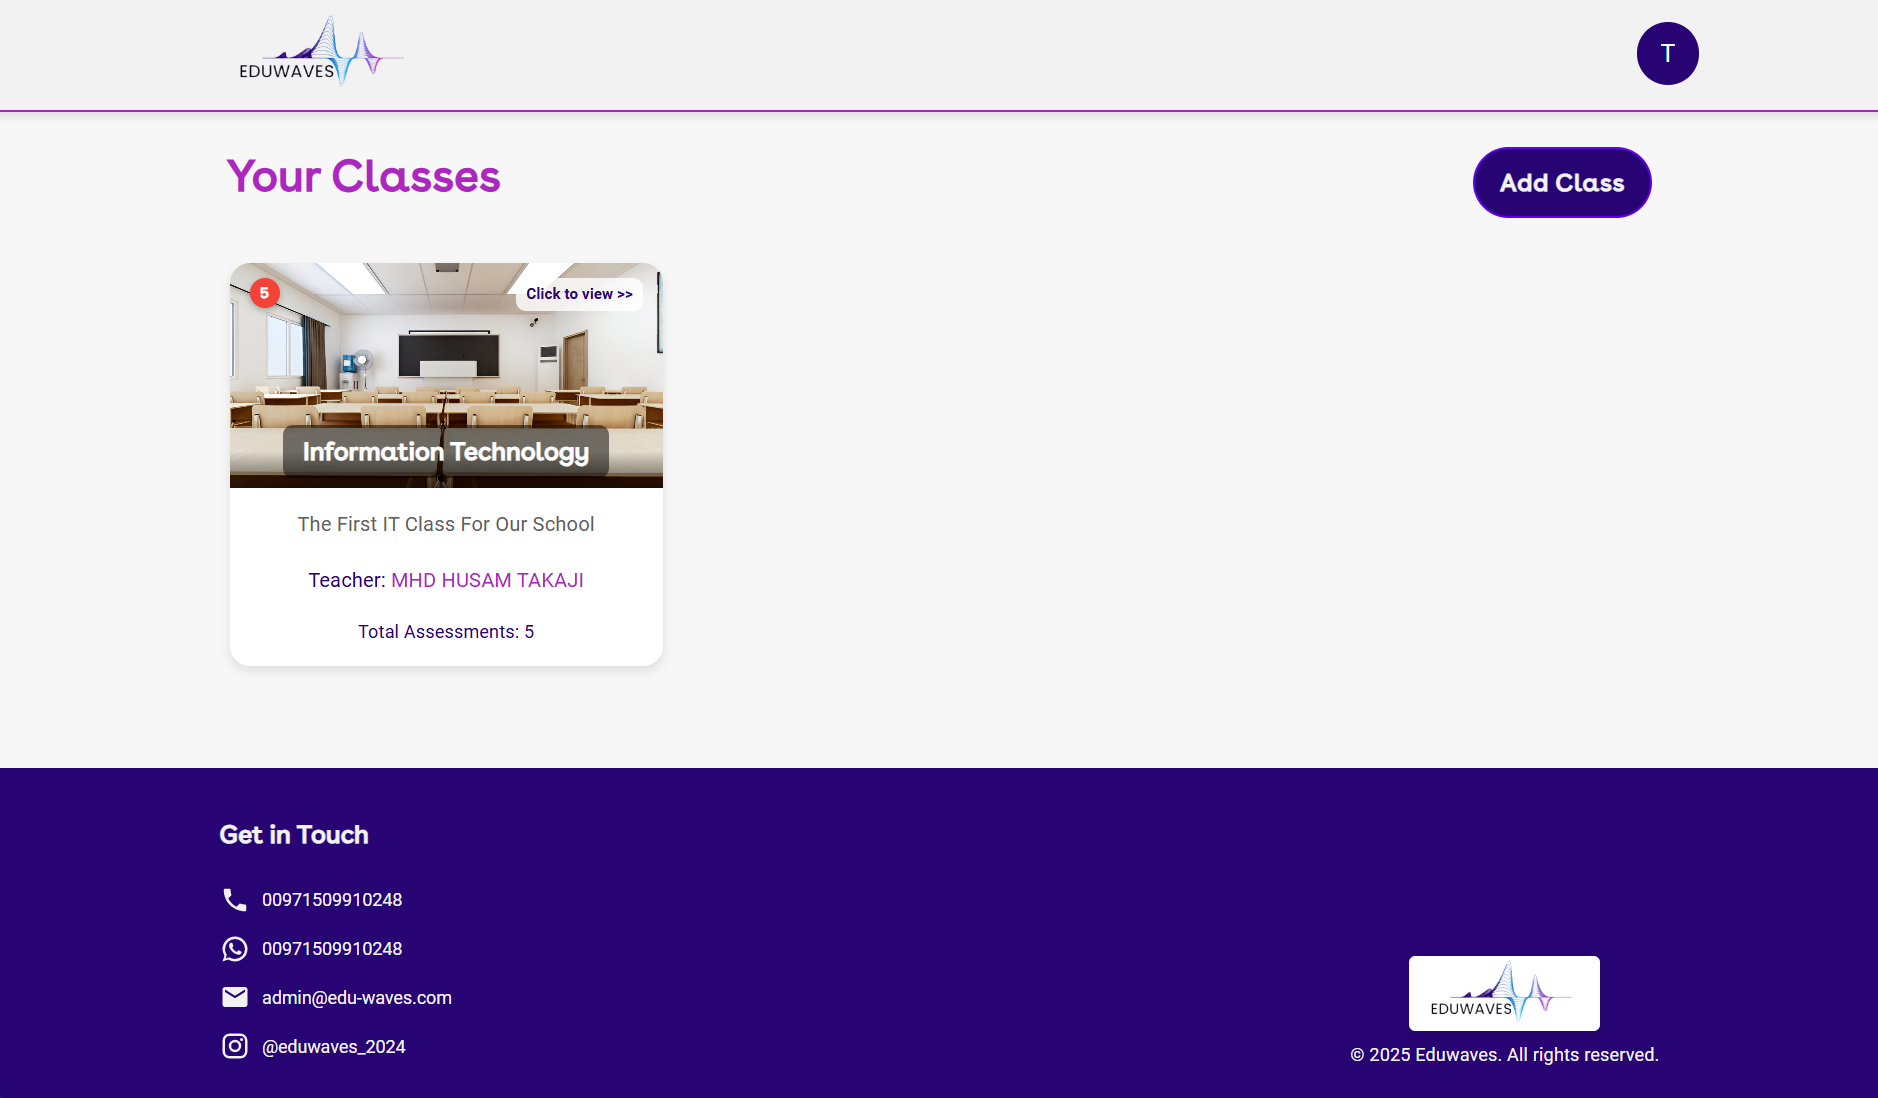 EDUWAVES
T
Your Classes
Add Class
5
Click to view >>
Information Technology
The First IT Class For Our School
Teacher: MHD HUSAM TAKAJI
Total Assessments: 5
Get in Touch
00971509910248
00971509910248
admin@edu-waves.com
@eduwaves_2024
EDUWAVES
© 2025 Eduwaves. All rights reserved.